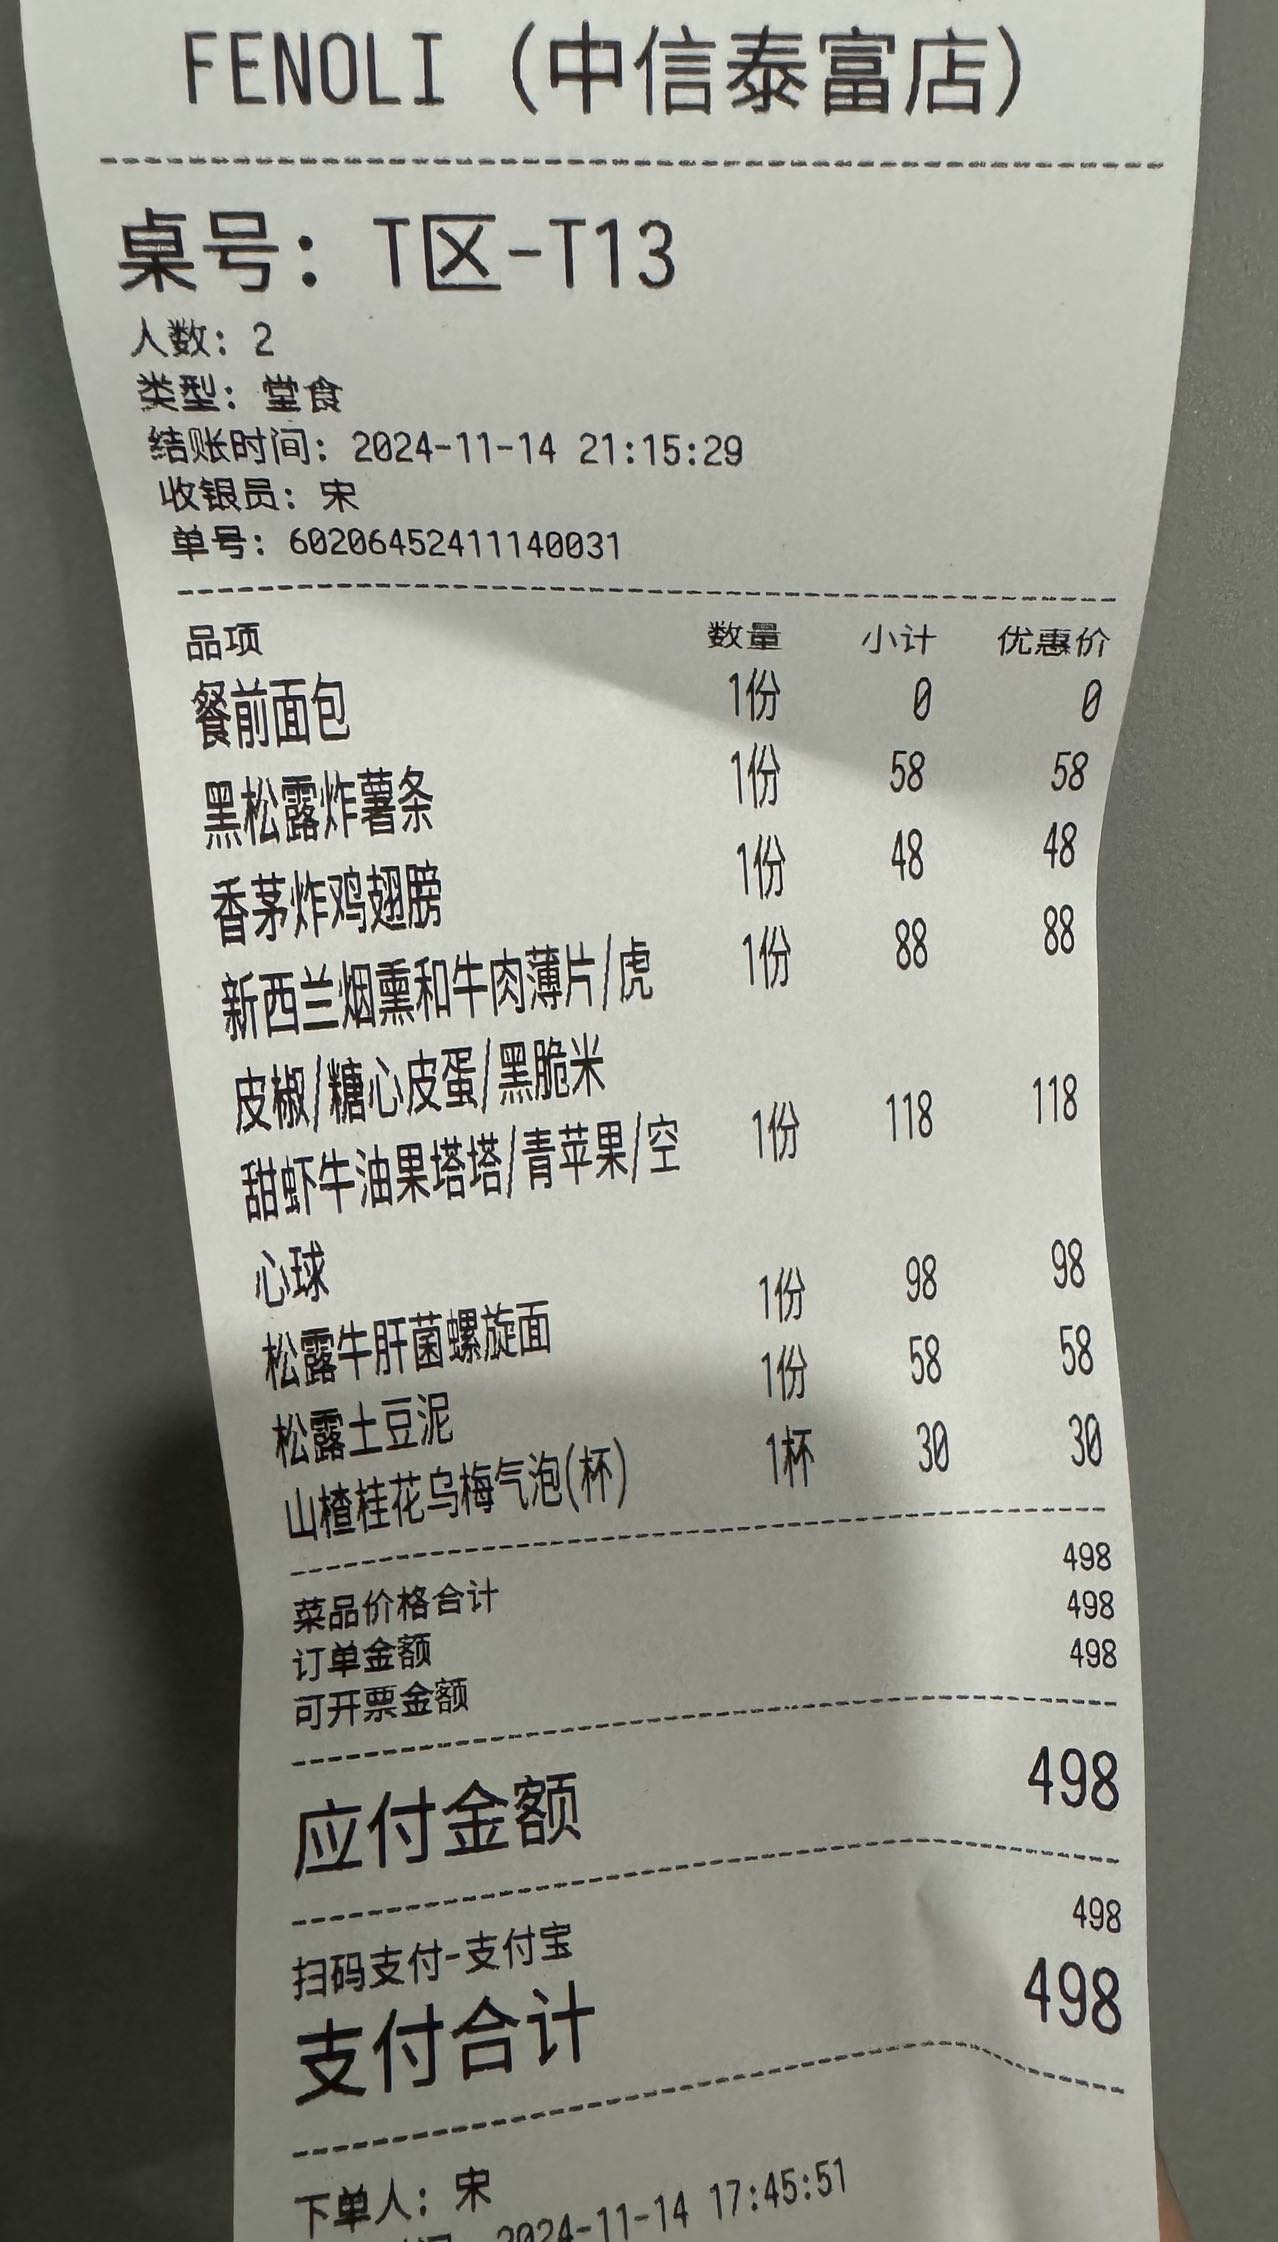 FENOLI (中信泰富店)
桌号: T区-T13
人数: 2
类型: 堂食
结账时间: 2024-11-14 21:15:29
收银员: 宋
单号: 60206452411140031
品项 数量 小计 优惠价
餐前面包 1份 0 0
黑松露炸薯条 1份 58 58
香茅炸鸡翅膀 1份 48 48
新西兰烟熏和牛肉薄片/虎 1份 88 88
皮椒/糖心皮蛋/黑脆米
甜虾牛油果塔塔/青苹果/空 1份 118 118
心球
松露牛肝菌螺旋面 1份 98 98
松露土豆泥 1份 58 58
山楂桂花乌梅气泡(杯) 1杯 30 30
菜品价格合计 498
订单金额 498
可开票金额 498
应付金额 498
扫码支付-支付宝 498
支付合计 498
下单人: 宋
2024-11-14 17:45:51